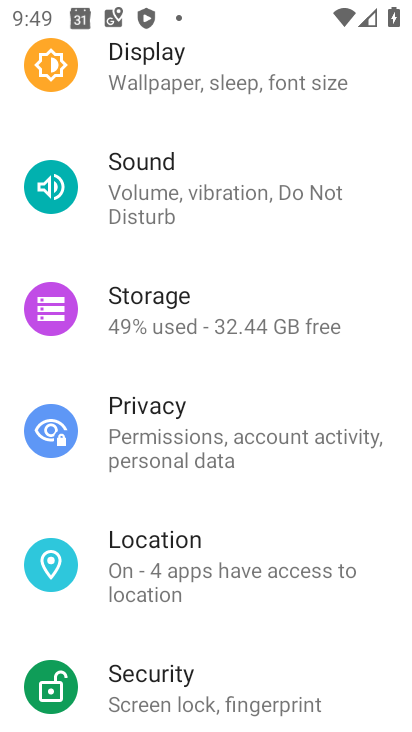 9:49 31
Display
Wallpaper, sleep, font size
Sound
Volume, vibration, Do Not
Disturb
Storage
49% used - 32.44 GB free
Privacy
Permissions, account activity,
personal data
Location
On - 4 apps have access to
location
Security
Screen lock, fingerprint